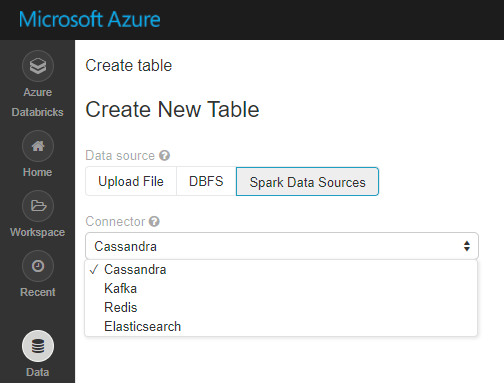 Microsoft Azure
Azure
Databricks
Home
Workspace
Recent
Data
Create table
Create New Table
Data source ?
Upload File DBFS Spark Data Sources
Connector ?
Cassandra
✓ Cassandra
Kafka
Redis
Elasticsearch